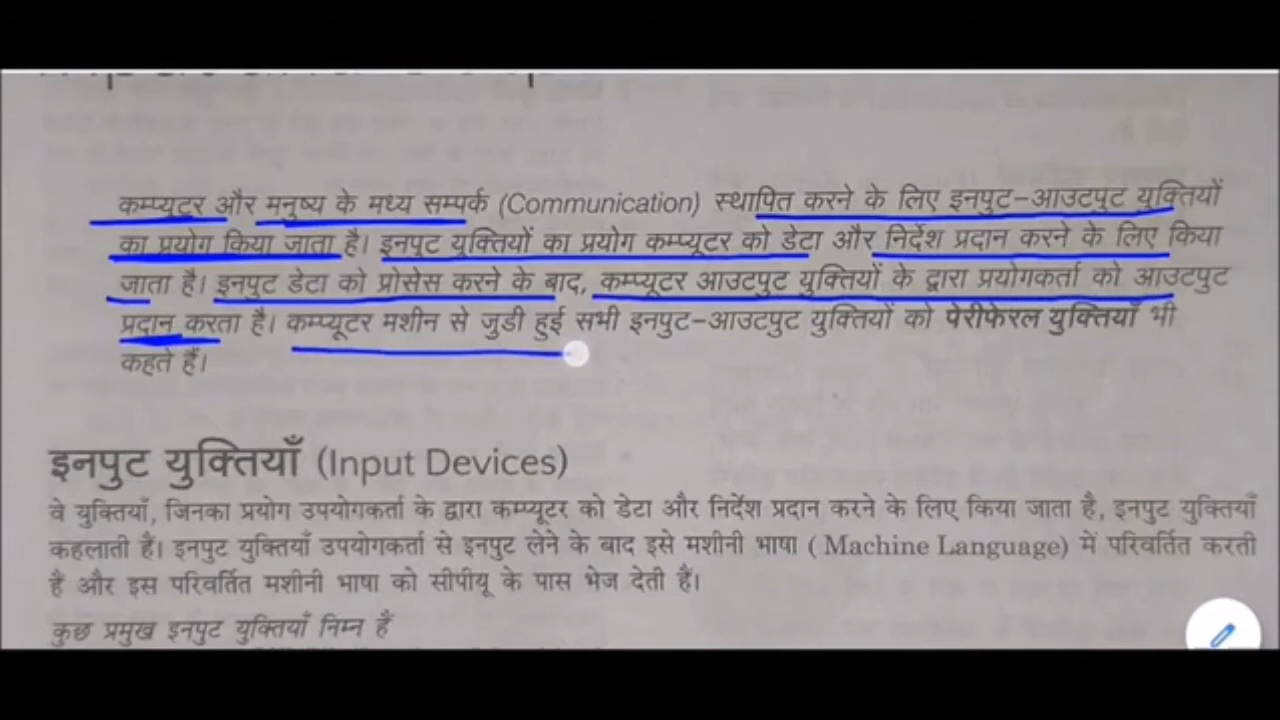 कम्प्यूटर और मनुष्य के मध्य सम्पर्क (Communication) स्थापित करने के लिए इनपुट-आउटपुट युक्तियों
का प्रयोग किया जाता है। इनपुट युक्तियों का प्रयोग कम्प्यूटर को डेटा और निर्देश प्रदान करने के लिए किया
जाता है। इनपुट डेटा को प्रोसेस करने के बाद, कम्प्यूटर आउटपुट युक्तियों के द्वारा प्रयोगकर्ता को आउटपुट
प्रदान करता है। कम्प्यूटर मशीन से जुडी हुई सभी इनपुट-आउटपुट युक्तियों को पेरीफेरल युक्तियाँ भी
कहते हैं।
इनपुट युक्तियाँ (Input Devices)
वे युक्तियाँ, जिनका प्रयोग उपयोगकर्ता के द्वारा कम्प्यूटर को डेटा और निर्देश प्रदान करने के लिए किया जाता है, इनपुट युक्तियाँ
कहलाती हैं। इनपुट युक्तियाँ उपयोगकर्ता से इनपुट लेने के बाद इसे मशीनी भाषा ( Machine Language) में परिवर्तित करती
हैं और इस परिवर्तित मशीनी भाषा को सीपीयू के पास भेज देती हैं।
कुछ प्रमुख इनपुट युक्तियाँ निम्न हैं